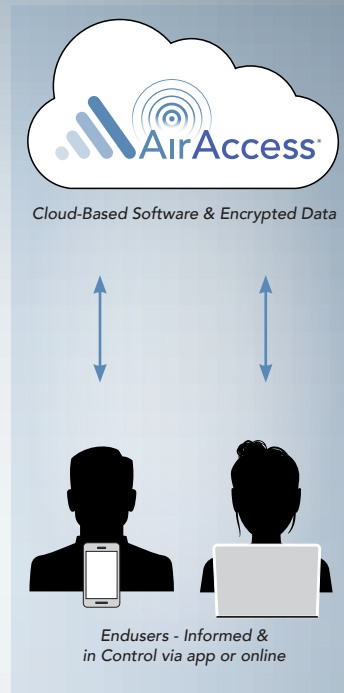 AirAccess®
Cloud-Based Software & Encrypted Data
Endusers - Informed &
in Control via app or online